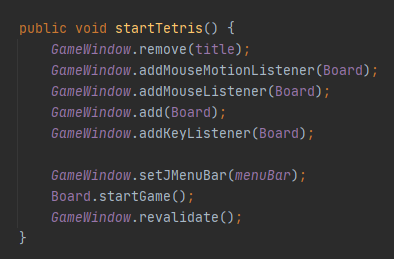 public void startTetris() {
    GameWindow.remove(title);
    GameWindow.addMouseMotionListener(Board);
    GameWindow.addMouseListener(Board);
    GameWindow.add(Board);
    GameWindow.addKeyListener(Board);

    GameWindow.setJMenuBar(menuBar);
    Board.startGame();
    GameWindow.revalidate();
}